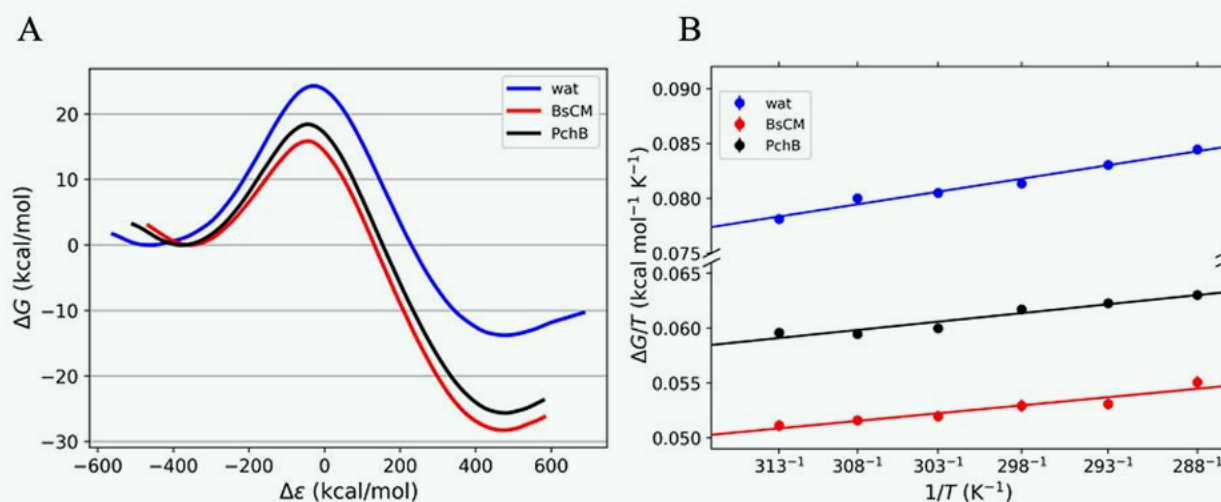 A
B
ΔG (kcal/mol)
20
10
0
−10
−20
−30
wat
BsCM
PchB
−600
−400
−200
0
200
400
600
Δε (kcal/mol)
ΔG/T (kcal mol⁻¹ K⁻¹)
0.090
0.085
0.080
0.075
0.065
0.060
0.055
0.050
wat
BsCM
PchB
313⁻¹
308⁻¹
303⁻¹
298⁻¹
293⁻¹
288⁻¹
1/T (K⁻¹)